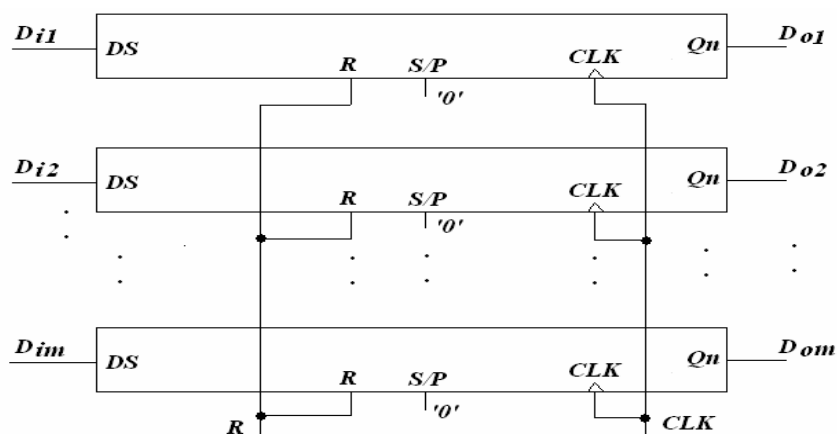 Di1 DS Qn Do1
R S/P CLK
'0'
Di2 DS Qn Do2
R S/P CLK
'0'
Dim DS Qn Dom
R S/P CLK
'0'
R CLK